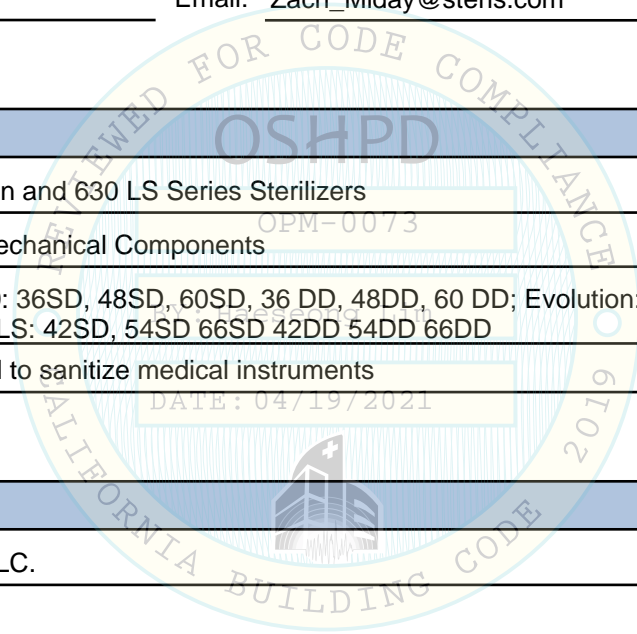 Email: Zach_Miday@steris.com
REVIEWED FOR CODE COMPLIANCE
OSHPD
n and 630 LS Series Sterilizers
OPM-0073
echanical Components
: 36SD, 48SD, 60SD, 36 DD, 48DD, 60 DD; Evolution:
BY: Haeseong Lim
LS: 42SD, 54SD 66SD 42DD 54DD 66DD
to sanitize medical instruments
DATE: 04/19/2021
LC.
CALIFORNIA BUILDING CODE 2019